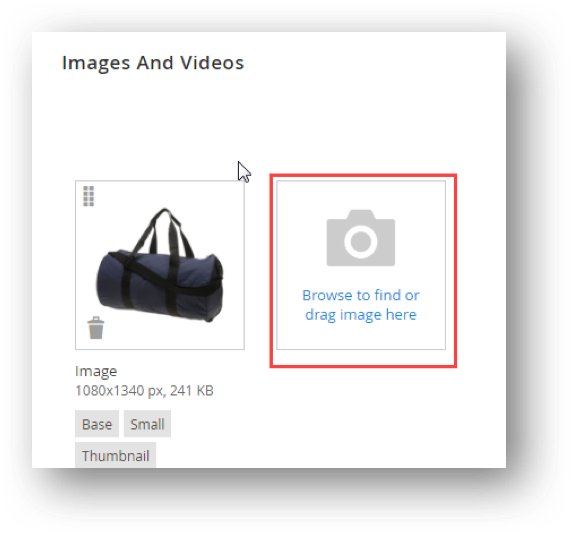 Images And Videos
Browse to find or
drag image here
Image
1080x1340 px, 241 KB
Base
Small
Thumbnail